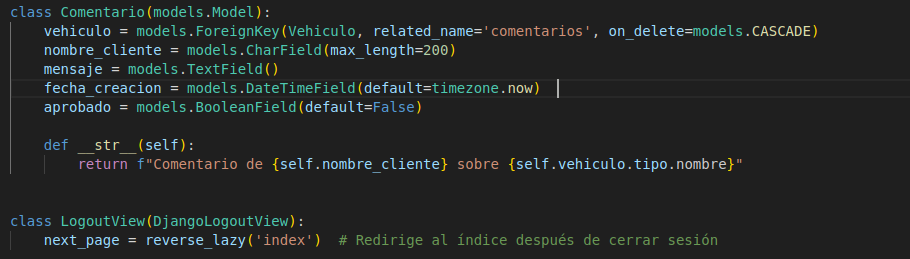 class Comentario(models.Model):
    vehiculo = models.ForeignKey(Vehiculo, related_name='comentarios', on_delete=models.CASCADE)
    nombre_cliente = models.CharField(max_length=200)
    mensaje = models.TextField()
    fecha_creacion = models.DateTimeField(default=timezone.now)
    aprobado = models.BooleanField(default=False)
    def __str__(self):
        return f"Comentario de {self.nombre_cliente} sobre {self.vehiculo.tipo.nombre}"
class LogoutView(DjangoLogoutView):
    next_page = reverse_lazy('index')  # Redirige al índice después de cerrar sesión